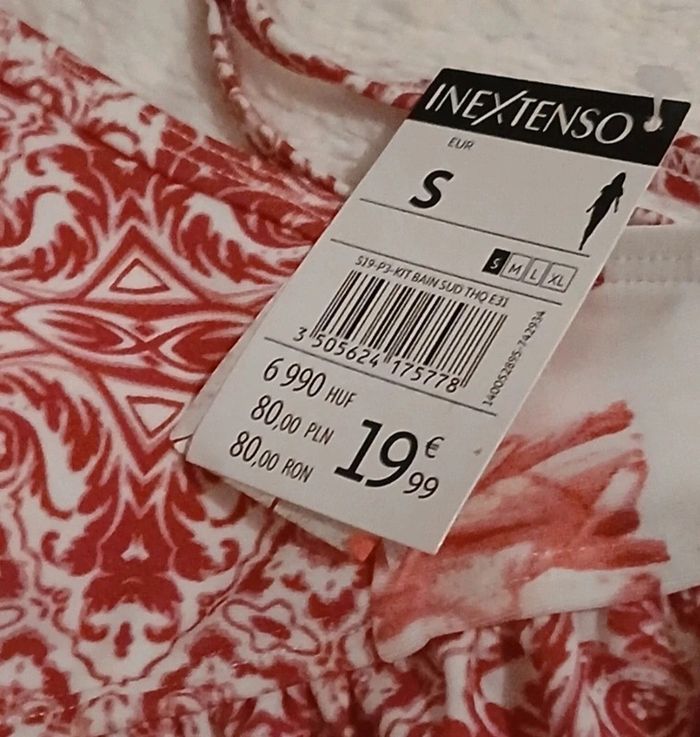 INEXTENSO
EUR
S
S M L XL
S19-P3-KIT BAIN SUD THQ E31
3 505624 175778
140052895-742934
6 990 HUF
80,00 PLN
80,00 RON
19€99